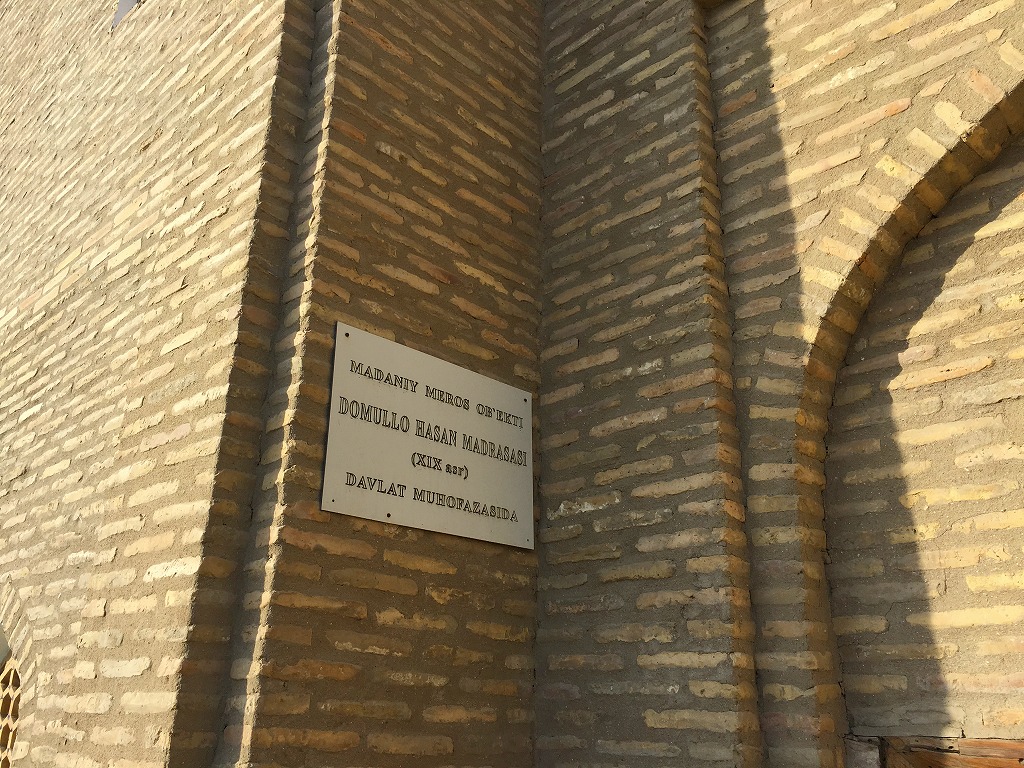 MADANIY MEROS OB'EKTI
DOMULLO HASAN MADRASASI
(XIX asr)
DAVLAT MUHOFAZASIDA